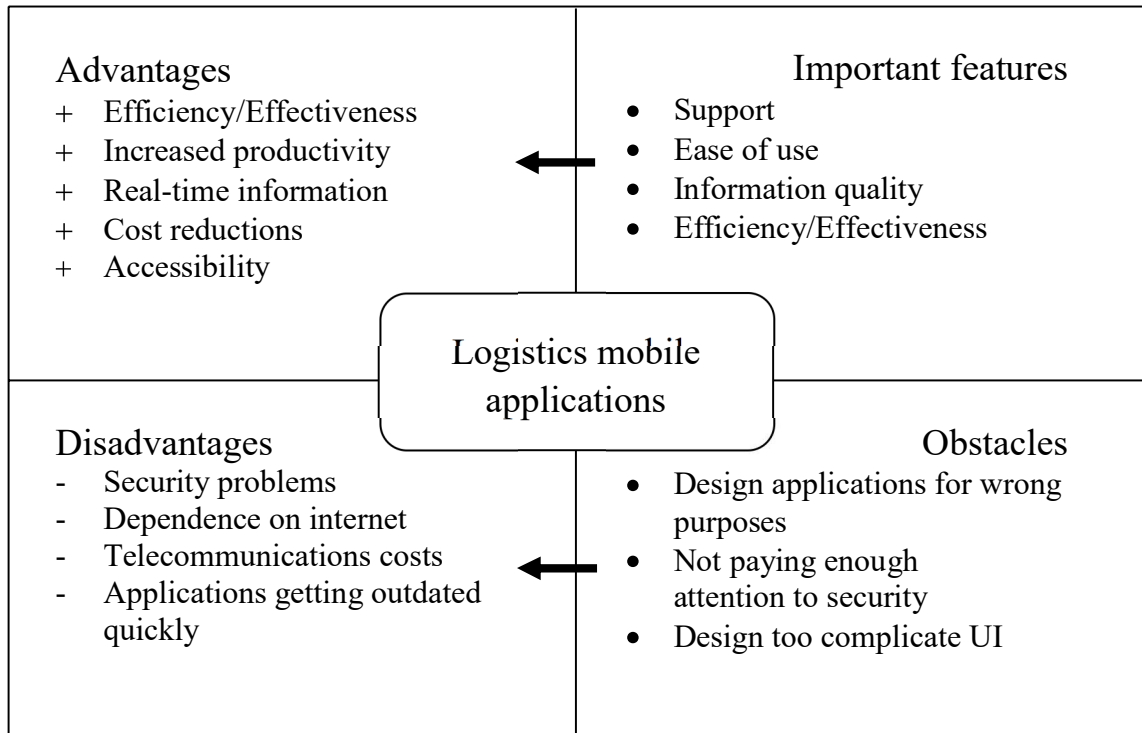 Advantages
+ Efficiency/Effectiveness
+ Increased productivity
+ Real-time information
+ Cost reductions
+ Accessibility
Important features
• Support
• Ease of use
• Information quality
• Efficiency/Effectiveness
Logistics mobile
applications
Disadvantages
- Security problems
- Dependence on internet
- Telecommunications costs
- Applications getting outdated
quickly
Obstacles
• Design applications for wrong
purposes
• Not paying enough
attention to security
• Design too complicate UI